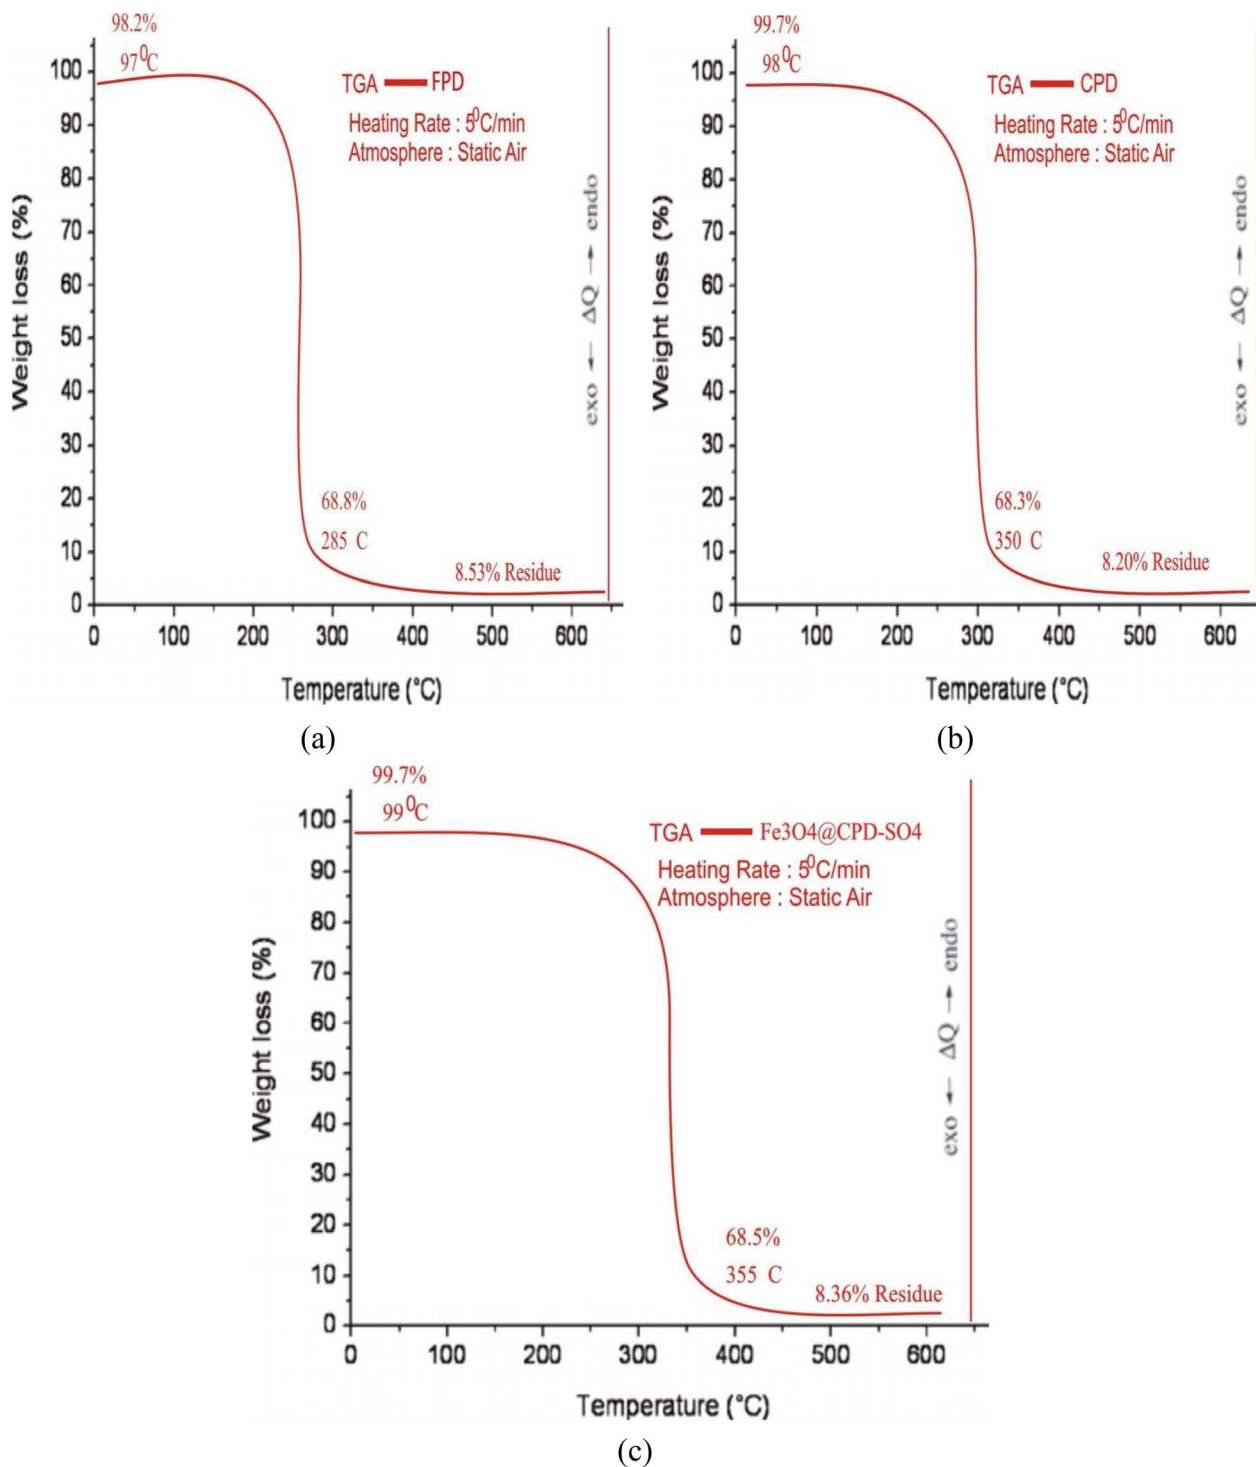 98.2%
97⁰C
TGA FPD
Heating Rate : 5⁰C/min
Atmosphere : Static Air
Weight loss (%)
100
90
80
70
60
50
40
30
20
10
0
exo ← ΔQ → endo
68.8%
285 C
8.53% Residue
0 100 200 300 400 500 600
Temperature (°C)
(a)
99.7%
98⁰C
TGA CPD
Heating Rate : 5⁰C/min
Atmosphere : Static Air
Weight loss (%)
100
90
80
70
60
50
40
30
20
10
0
exo ← ΔQ → endo
68.3%
350 C
8.20% Residue
0 100 200 300 400 500 600
Temperature (°C)
(b)
99.7%
99⁰C
TGA Fe3O4@CPD-SO4
Heating Rate : 5⁰C/min
Atmosphere : Static Air
Weight loss (%)
100
90
80
70
60
50
40
30
20
10
0
exo ← ΔQ → endo
68.5%
355 C
8.36% Residue
0 100 200 300 400 500 600
Temperature (°C)
(c)